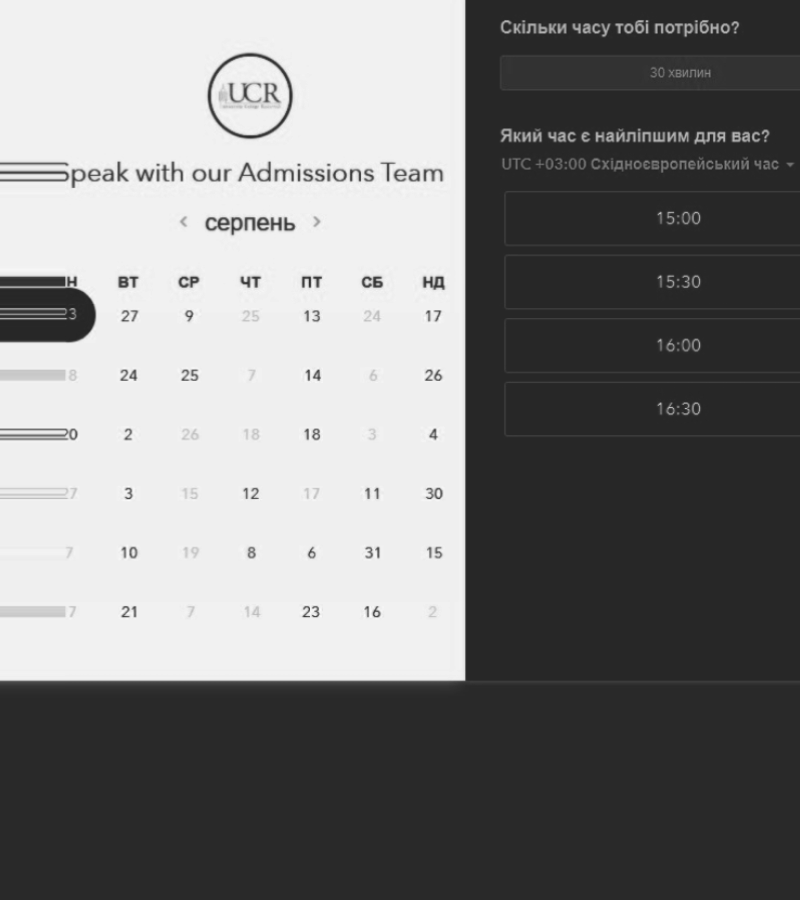 UCR
peak with our Admissions Team
< серпень >
Н ВТ СР ЧТ ПТ СБ НД
3 27 9 25 13 24 17
8 24 25 7 14 6 26
0 2 26 18 18 3 4
7 3 15 12 17 11 30
7 10 19 8 6 31 15
7 21 7 14 23 16 2
Скільки часу тобі потрібно?
30 хвилин
Який час є найліпшим для вас?
UTC +03:00 Східноєвропейський час
15:00
15:30
16:00
16:30